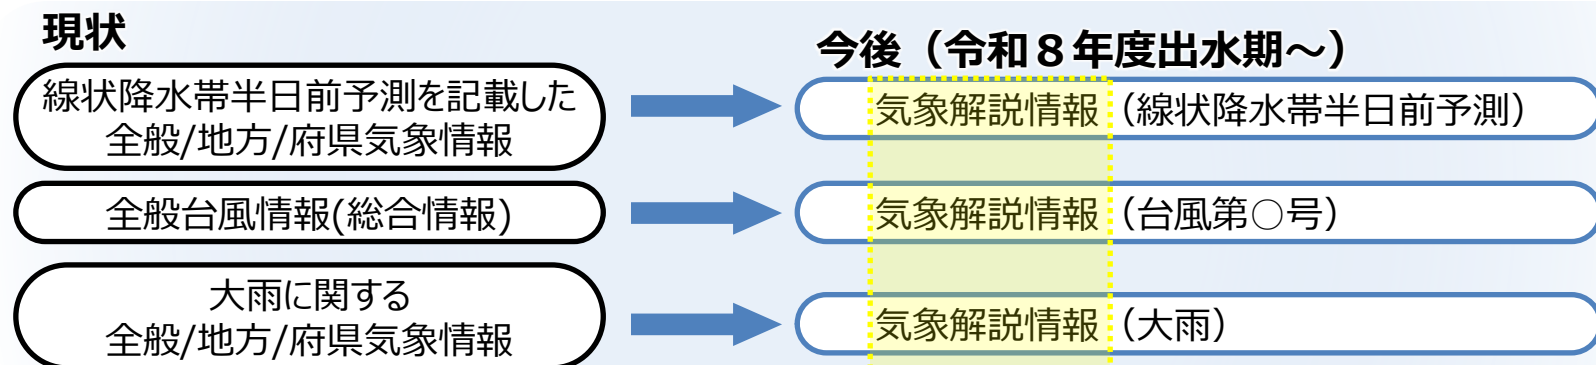 現状
今後（令和８年度出水期～）
線状降水帯半日前予測を記載した
全般/地方/府県気象情報
気象解説情報（線状降水帯半日前予測）
全般台風情報(総合情報)
気象解説情報（台風第○号）
大雨に関する
全般/地方/府県気象情報
気象解説情報（大雨）